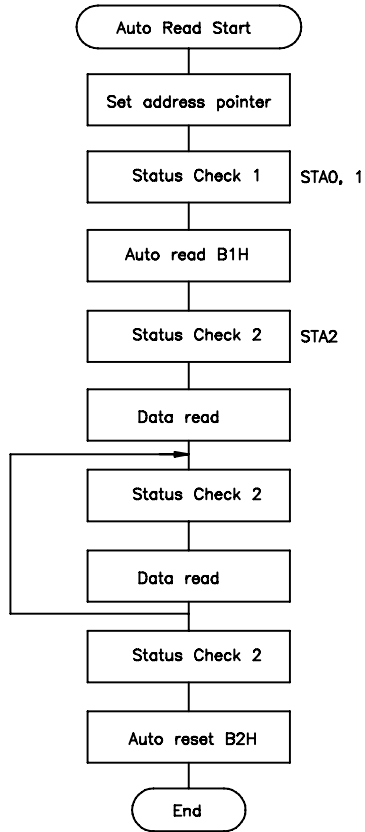 Auto Read Start
Set address pointer
Status Check 1 STA0, 1
Auto read B1H
Status Check 2 STA2
Data read
Status Check 2
Data read
Status Check 2
Auto reset B2H
End